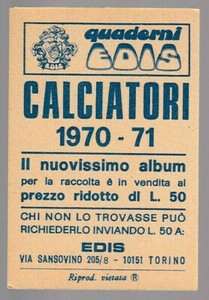 quaderni
EDIS
EDIS
CALCIATORI
1970 - 71
Il nuovissimo album
per la raccolta è in vendita al
prezzo ridotto di L. 50
CHI NON LO TROVASSE PUÓ
RICHIEDERLO INVIANDO L. 50 A:
EDIS
VIA SANSOVINO 205/8 - 10151 TORINO
Riprod. vietata ®